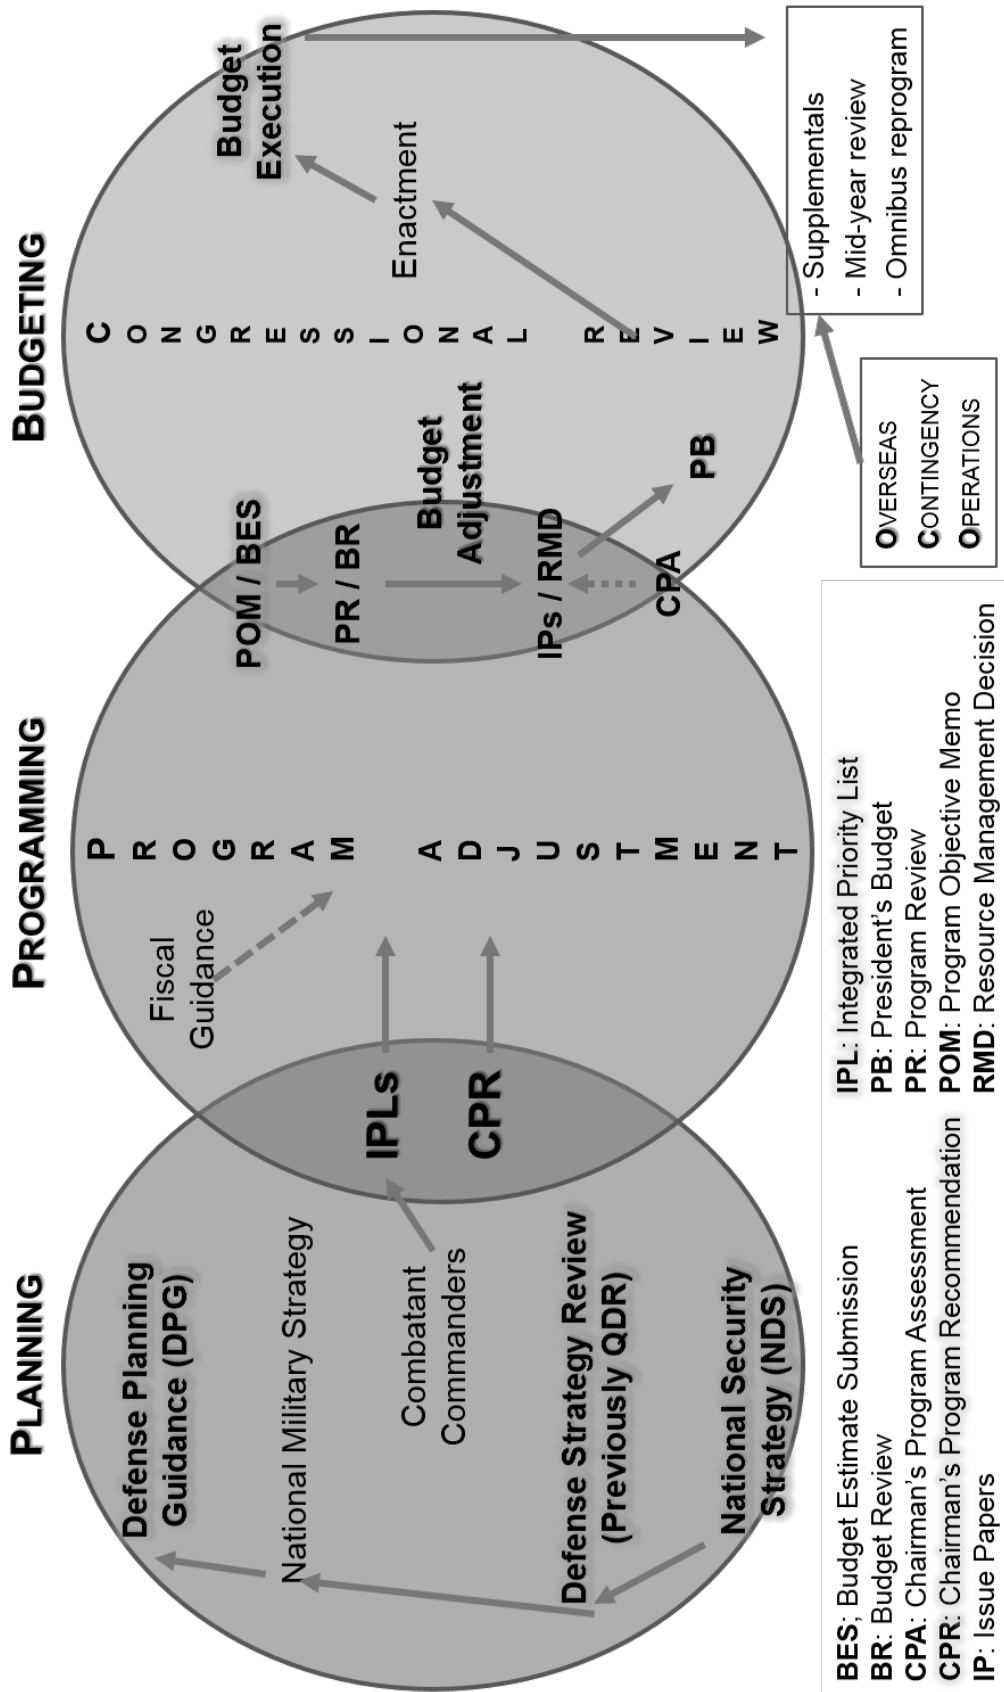 PLANNING
PROGRAMMING
BUDGETING
Defense Planning
Guidance (DPG)
National Military Strategy
Combatant
Commanders
Defense Strategy Review
(Previously QDR)
National Security
Strategy (NDS)
IPLs
CPR
Fiscal
Guidance
PROGRAM ADJUSTMENT
POM / BES
PR / BR
Budget
Adjustment
IPs / RMD
CPA
PB
CONGRESSIONAL REVIEW
Enactment
Budget
Execution
- Supplementals
- Mid-year review
- Omnibus reprogram
OVERSEAS
CONTINGENCY
OPERATIONS
BES; Budget Estimate Submission
BR: Budget Review
CPA: Chairman's Program Assessment
CPR: Chairman's Program Recommendation
IP: Issue Papers
IPL: Integrated Priority List
PB: President's Budget
PR: Program Review
POM: Program Objective Memo
RMD: Resource Management Decision